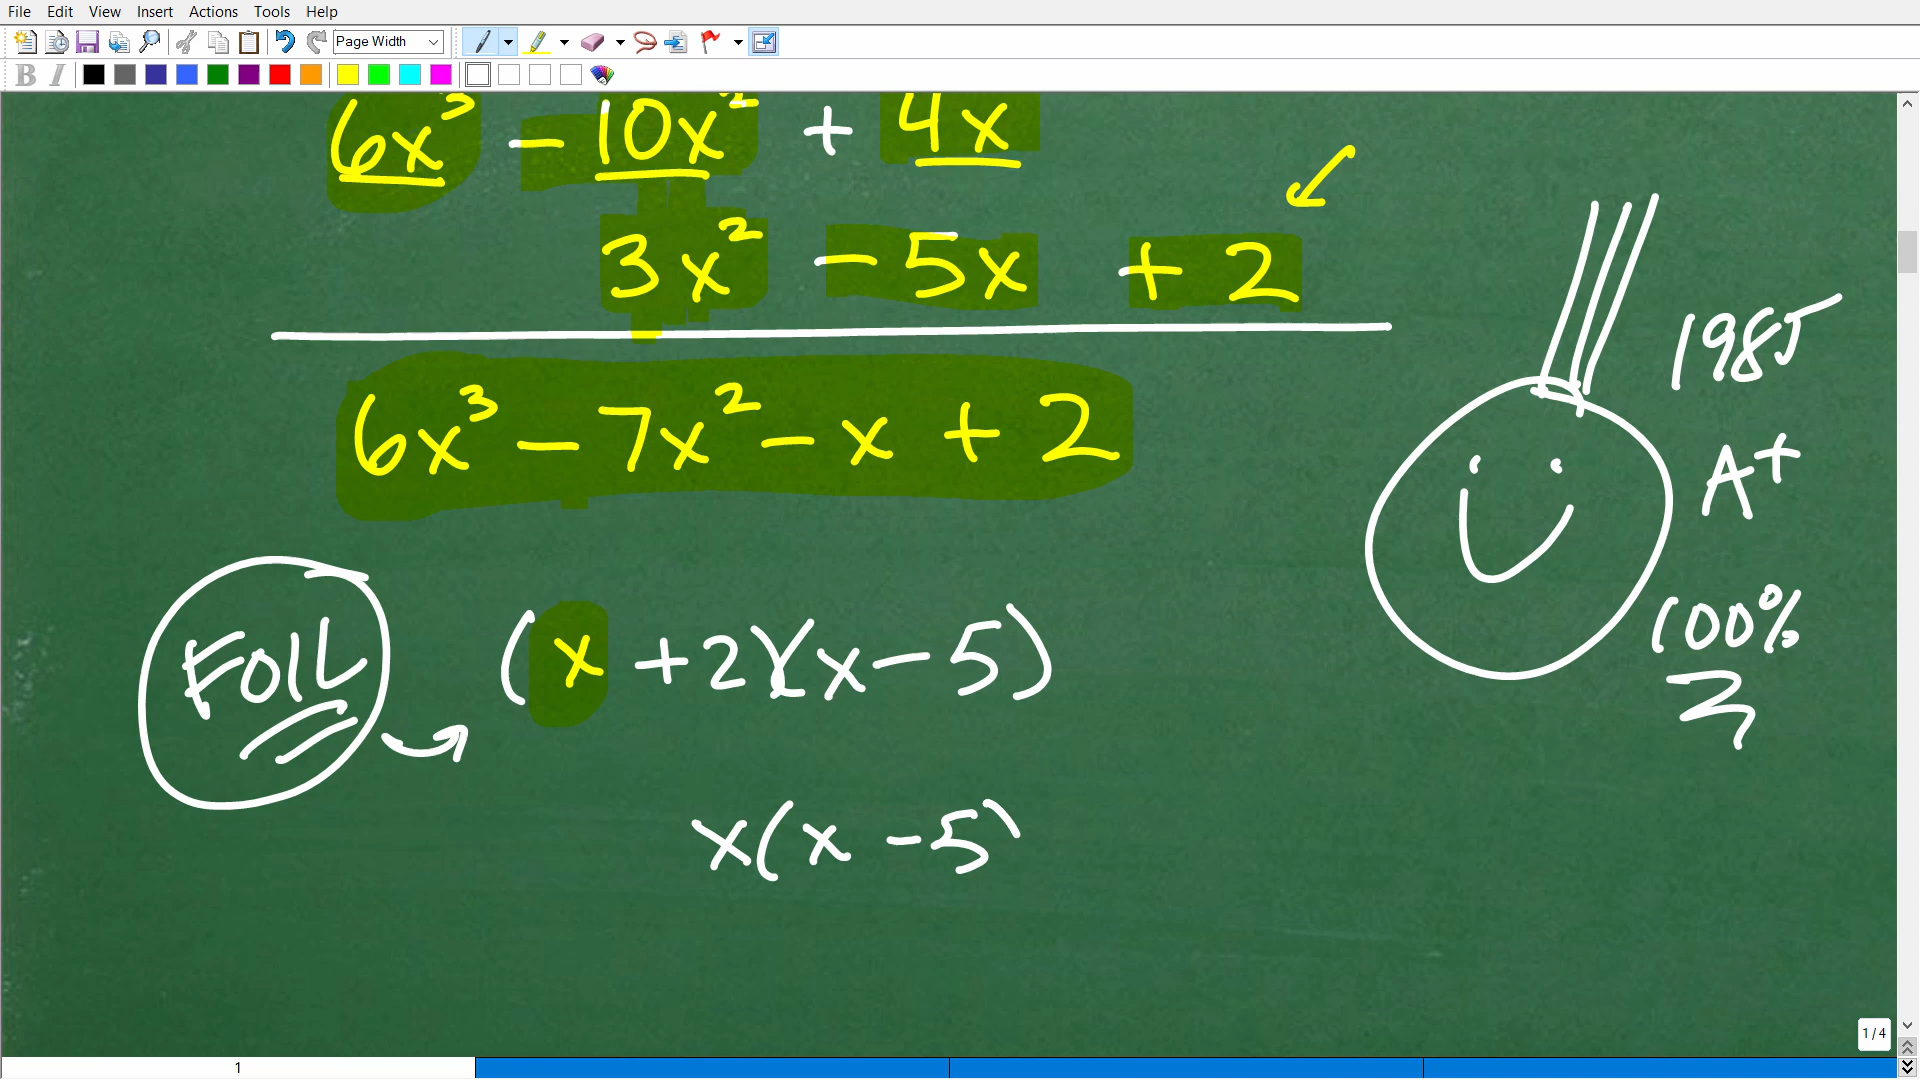 File Edit View Insert Actions Tools Help
Page Width
B I
6x³ - 10x² + 4x
3x² - 5x + 2
6x³ - 7x² - x + 2
1985
A+
100%
FOIL (x + 2)(x - 5)
x(x - 5)
1 / 4
1